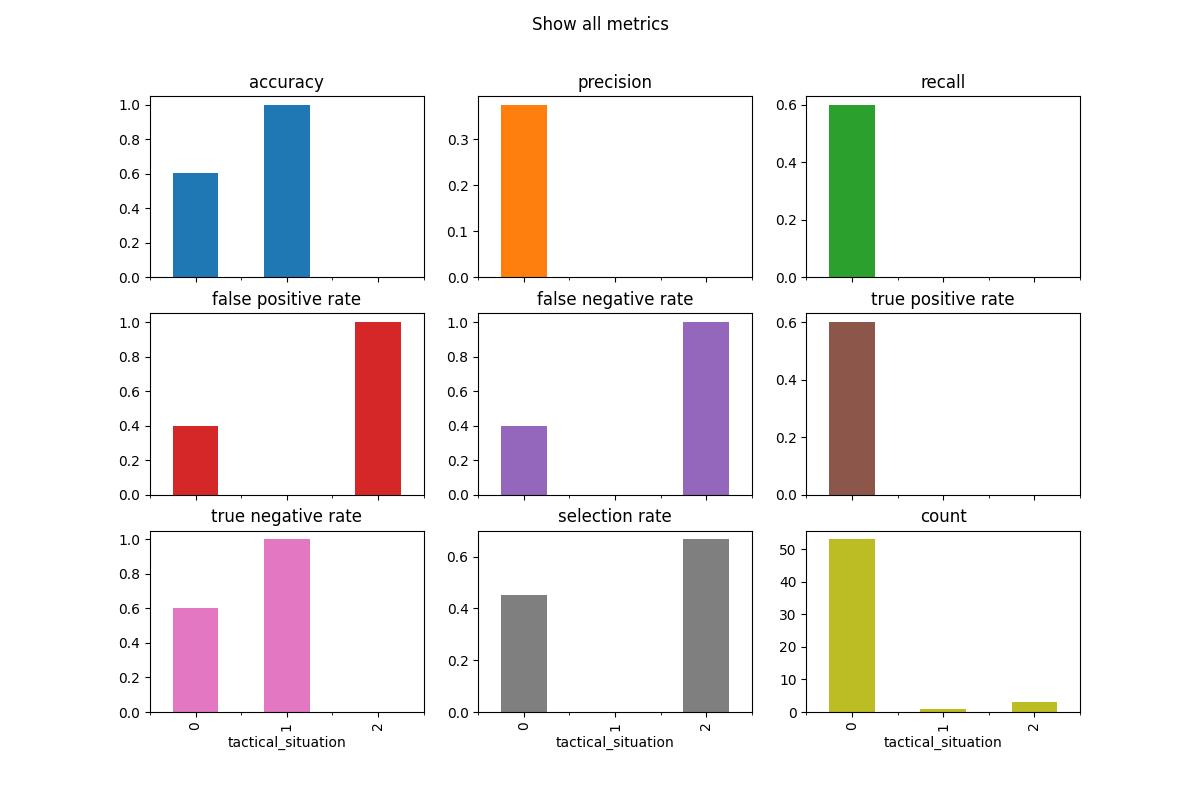 Show all metrics
accuracy
precision
recall
1.0
0.8
0.6
0.4
0.2
0.0
0.3
0.2
0.1
0.0
0.6
0.4
0.2
0.0
false positive rate
false negative rate
true positive rate
1.0
0.8
0.6
0.4
0.2
0.0
1.0
0.8
0.6
0.4
0.2
0.0
0.6
0.4
0.2
0.0
true negative rate
selection rate
count
1.0
0.8
0.6
0.4
0.2
0.0
0.6
0.4
0.2
0.0
50
40
30
20
10
0
0 1 2
0 1 2
0 1 2
tactical_situation
tactical_situation
tactical_situation